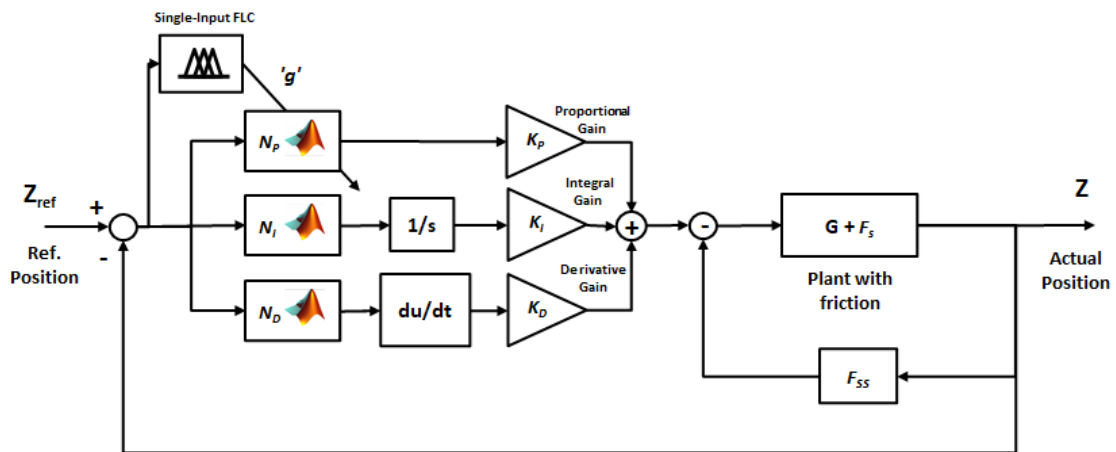 Single-Input FLC
'g'
Proportional
Gain
N_P
K_P
Z_ref
+
-
Ref.
Position
N_I
1/s
Integral
Gain
K_I
+
-
G + F_s
Plant with
friction
Z
Actual
Position
N_D
du/dt
Derivative
Gain
K_D
F_SS